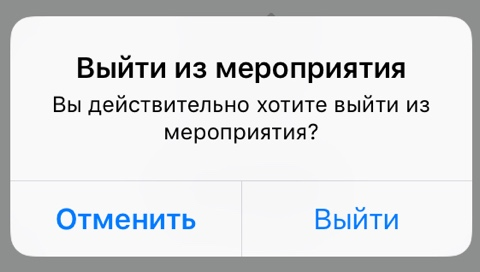 Выйти из мероприятия
Вы действительно хотите выйти из
мероприятия?
Отменить
Выйти